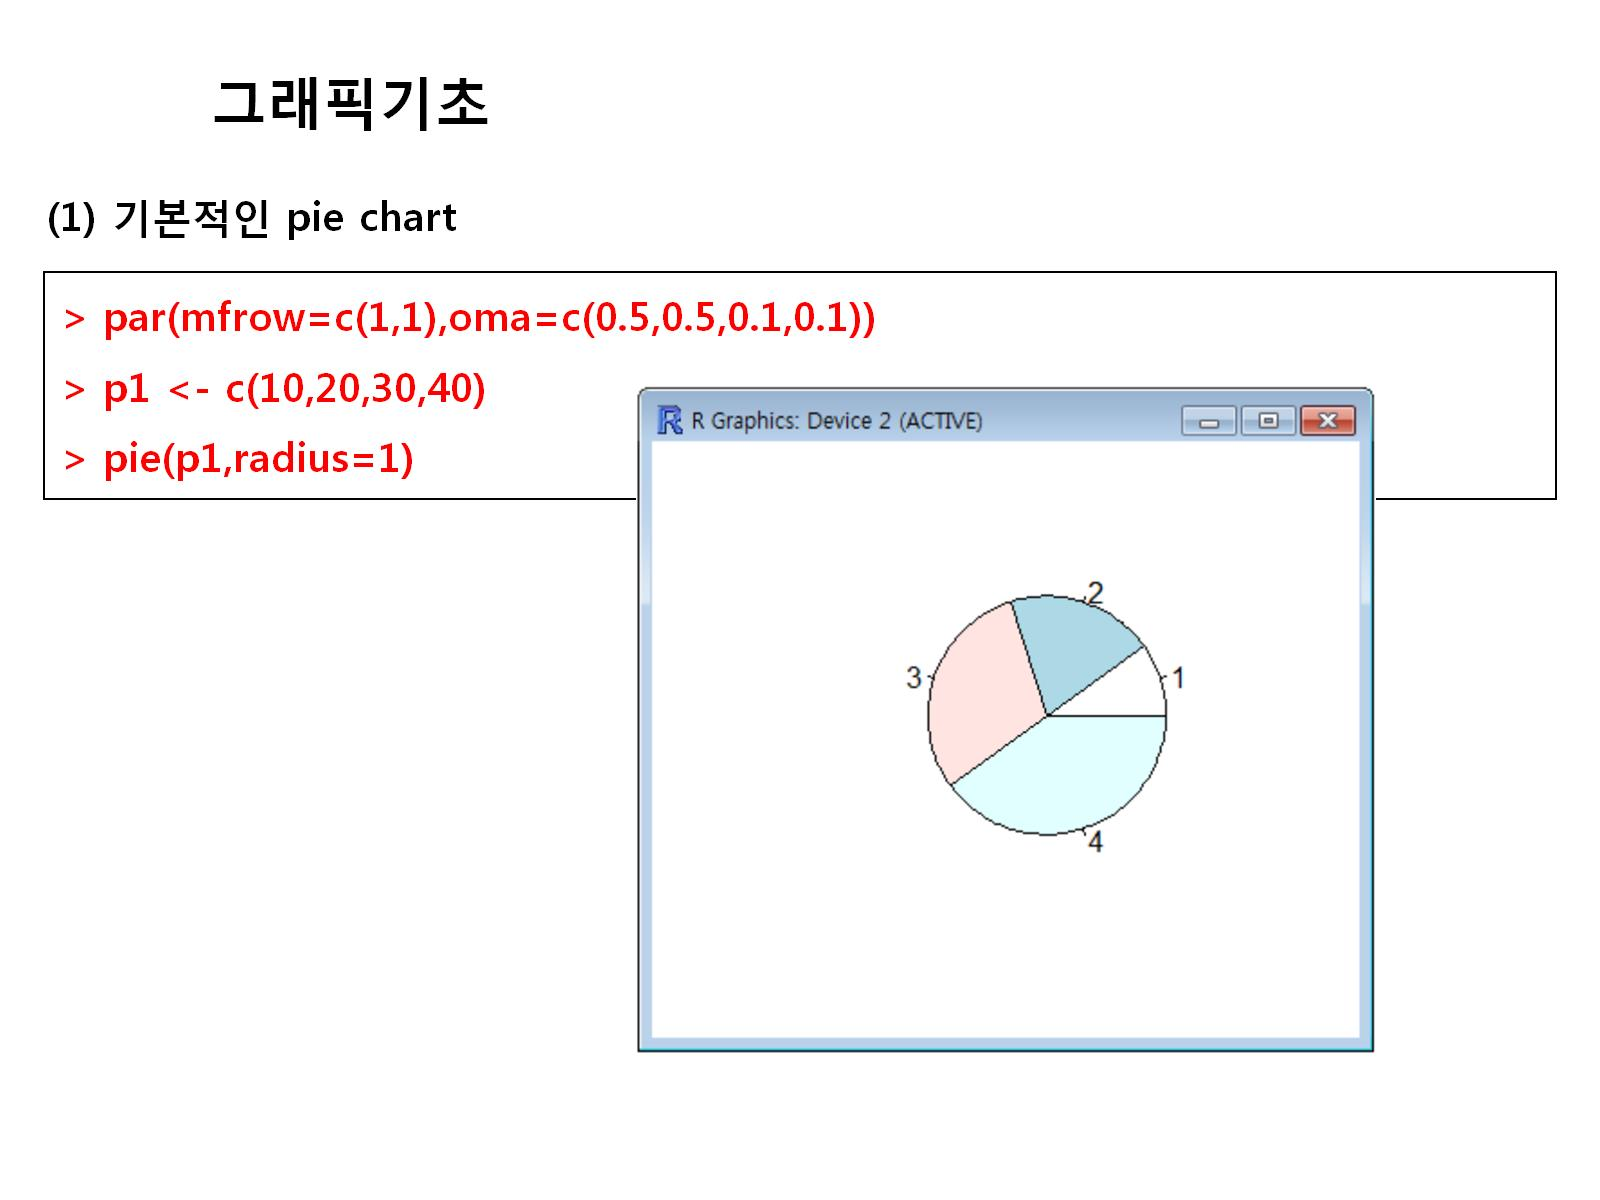 그래픽기초
(1) 기본적인 pie chart
> par(mfrow=c(1,1),oma=c(0.5,0.5,0.1,0.1))
> p1 <- c(10,20,30,40)
> pie(p1,radius=1)
R R Graphics: Device 2 (ACTIVE)
2
3
1
4